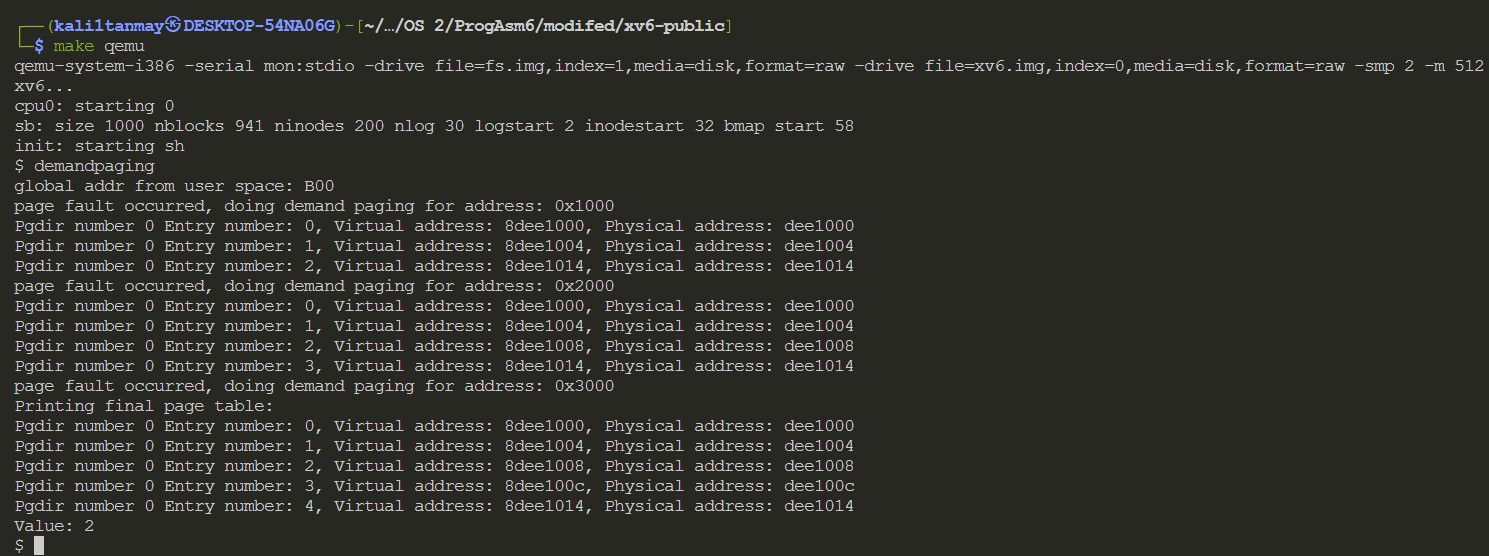 ┌──(kali1tanmay㉿DESKTOP-54NA06G)-[~/…/OS 2/ProgAsm6/modifed/xv6-public]
└─$ make qemu
qemu-system-i386 -serial mon:stdio -drive file=fs.img,index=1,media=disk,format=raw -drive file=xv6.img,index=0,media=disk,format=raw -smp 2 -m 512
xv6...
cpu0: starting 0
sb: size 1000 nblocks 941 ninodes 200 nlog 30 logstart 2 inodestart 32 bmap start 58
init: starting sh
$ demandpaging
global addr from user space: B00
page fault occurred, doing demand paging for address: 0x1000
Pgdir number 0 Entry number: 0, Virtual address: 8dee1000, Physical address: dee1000
Pgdir number 0 Entry number: 1, Virtual address: 8dee1004, Physical address: dee1004
Pgdir number 0 Entry number: 2, Virtual address: 8dee1014, Physical address: dee1014
page fault occurred, doing demand paging for address: 0x2000
Pgdir number 0 Entry number: 0, Virtual address: 8dee1000, Physical address: dee1000
Pgdir number 0 Entry number: 1, Virtual address: 8dee1004, Physical address: dee1004
Pgdir number 0 Entry number: 2, Virtual address: 8dee1008, Physical address: dee1008
Pgdir number 0 Entry number: 3, Virtual address: 8dee1014, Physical address: dee1014
page fault occurred, doing demand paging for address: 0x3000
Printing final page table:
Pgdir number 0 Entry number: 0, Virtual address: 8dee1000, Physical address: dee1000
Pgdir number 0 Entry number: 1, Virtual address: 8dee1004, Physical address: dee1004
Pgdir number 0 Entry number: 2, Virtual address: 8dee1008, Physical address: dee1008
Pgdir number 0 Entry number: 3, Virtual address: 8dee100c, Physical address: dee100c
Pgdir number 0 Entry number: 4, Virtual address: 8dee1014, Physical address: dee1014
Value: 2
$